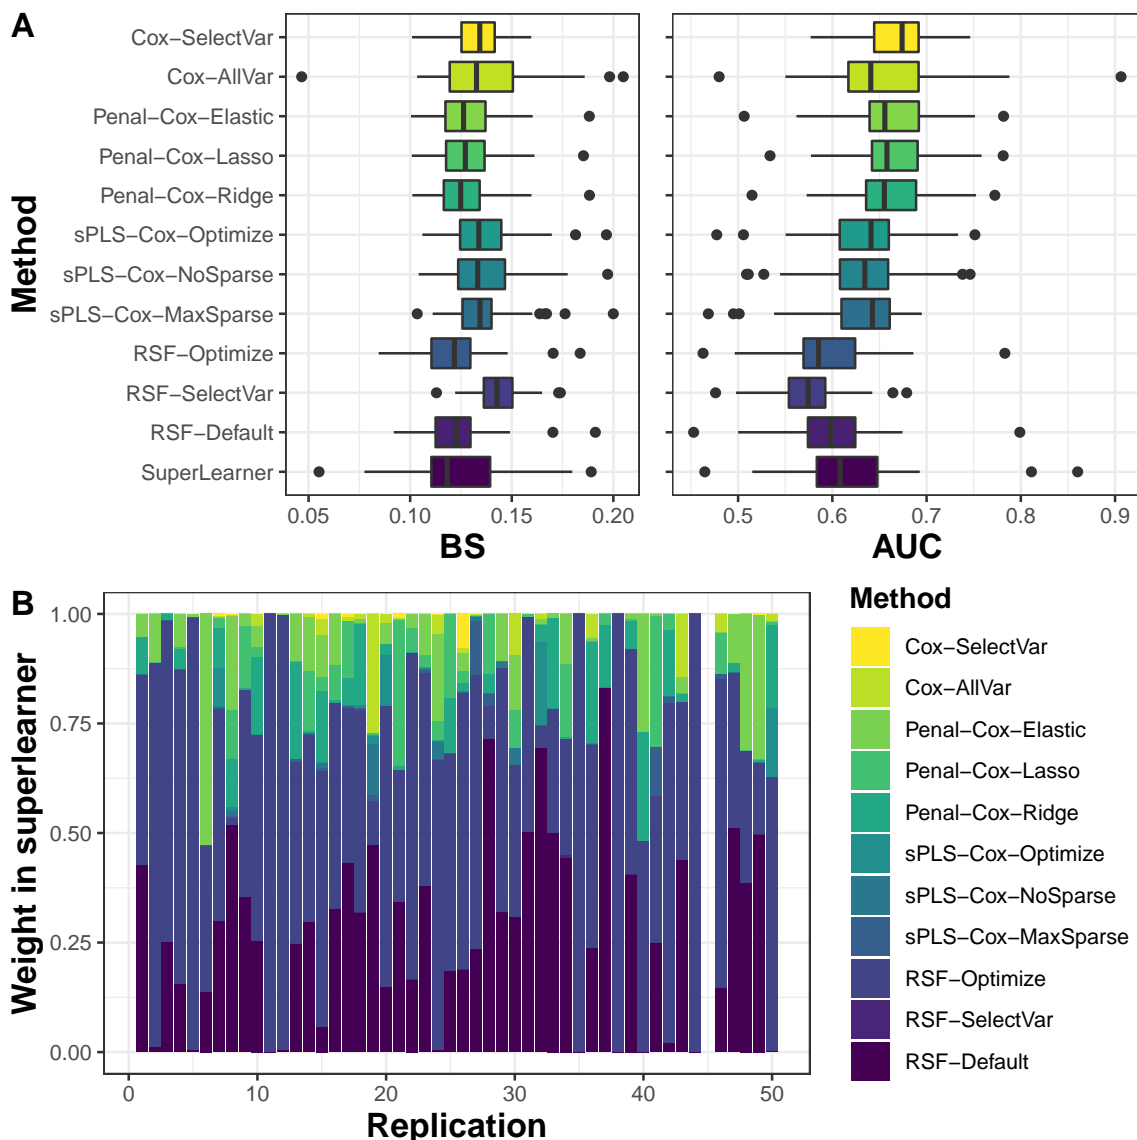 A
Method
Cox−SelectVar
Cox−AllVar
Penal−Cox−Elastic
Penal−Cox−Lasso
Penal−Cox−Ridge
sPLS−Cox−Optimize
sPLS−Cox−NoSparse
sPLS−Cox−MaxSparse
RSF−Optimize
RSF−SelectVar
RSF−Default
SuperLearner
0.05 0.10 0.15 0.20
BS
0.5 0.6 0.7 0.8 0.9
AUC
B
Weight in superlearner
1.00
0.75
0.50
0.25
0.00
0 10 20 30 40 50
Replication
Method
Cox−SelectVar
Cox−AllVar
Penal−Cox−Elastic
Penal−Cox−Lasso
Penal−Cox−Ridge
sPLS−Cox−Optimize
sPLS−Cox−NoSparse
sPLS−Cox−MaxSparse
RSF−Optimize
RSF−SelectVar
RSF−Default